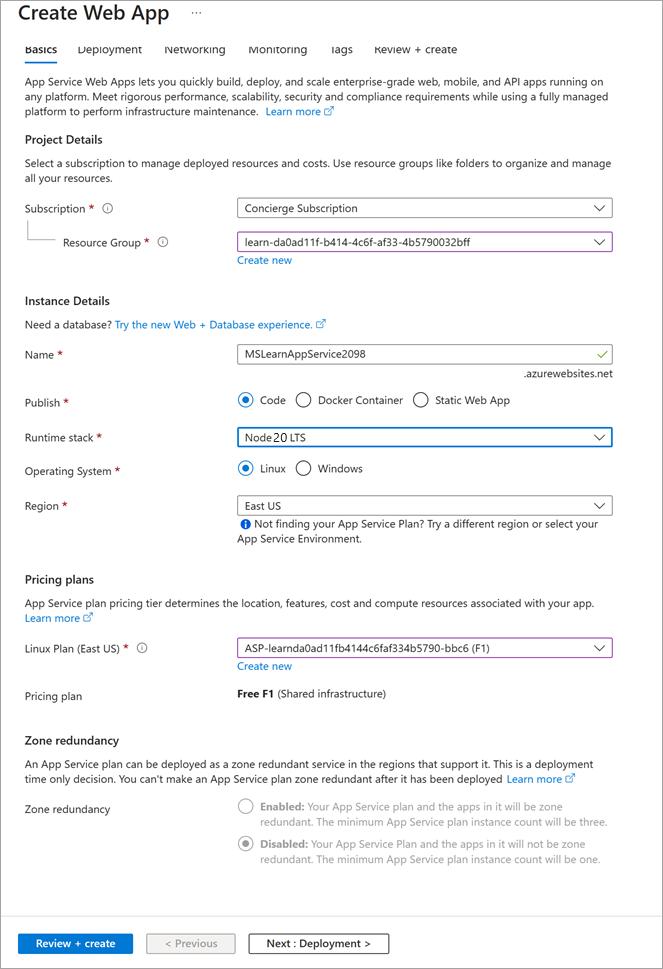 Create Web App ...
Basics Deployment Networking Monitoring Tags Review + create
App Service Web Apps lets you quickly build, deploy, and scale enterprise-grade web, mobile, and API apps running on
any platform. Meet rigorous performance, scalability, security and compliance requirements while using a fully managed
platform to perform infrastructure maintenance. Learn more
Project Details
Select a subscription to manage deployed resources and costs. Use resource groups like folders to organize and manage
all your resources.
Subscription * Concierge Subscription
Resource Group * learn-da0ad11f-b414-4c6f-af33-4b5790032bff
Create new
Instance Details
Need a database? Try the new Web + Database experience.
Name * MSLearnAppService2098
.azurewebsites.net
Publish * Code Docker Container Static Web App
Runtime stack * Node 20 LTS
Operating System * Linux Windows
Region * East US
Not finding your App Service Plan? Try a different region or select your
App Service Environment.
Pricing plans
App Service plan pricing tier determines the location, features, cost and compute resources associated with your app.
Learn more
Linux Plan (East US) * ASP-learnda0ad11fb4144c6faf334b5790-bbc6 (F1)
Create new
Pricing plan Free F1 (Shared infrastructure)
Zone redundancy
An App Service plan can be deployed as a zone redundant service in the regions that support it. This is a deployment
time only decision. You can't make an App Service plan zone redundant after it has been deployed Learn more
Zone redundancy Enabled: Your App Service plan and the apps in it will be zone
redundant. The minimum App Service plan instance count will be three.
Disabled: Your App Service Plan and the apps in it will not be zone
redundant. The minimum App Service plan instance count will be one.
Review + create < Previous Next : Deployment >